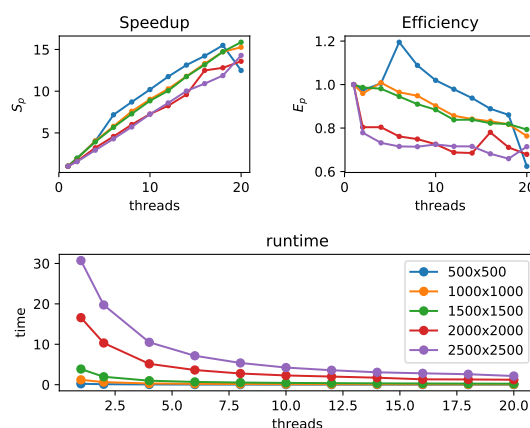 Speedup
Efficiency
15
10
5
0
10
20
S_p
threads
1.2
1.0
0.8
0.6
0
10
20
E_p
threads
runtime
30
20
10
0
time
2.5
5.0
7.5
10.0
12.5
15.0
17.5
20.0
threads
500x500
1000x1000
1500x1500
2000x2000
2500x2500